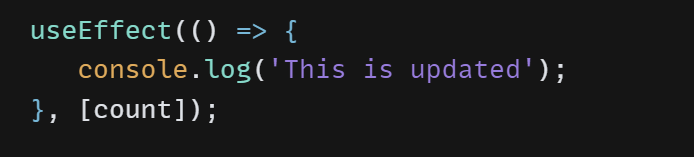 useEffect(() => {
   console.log('This is updated');
}, [count]);